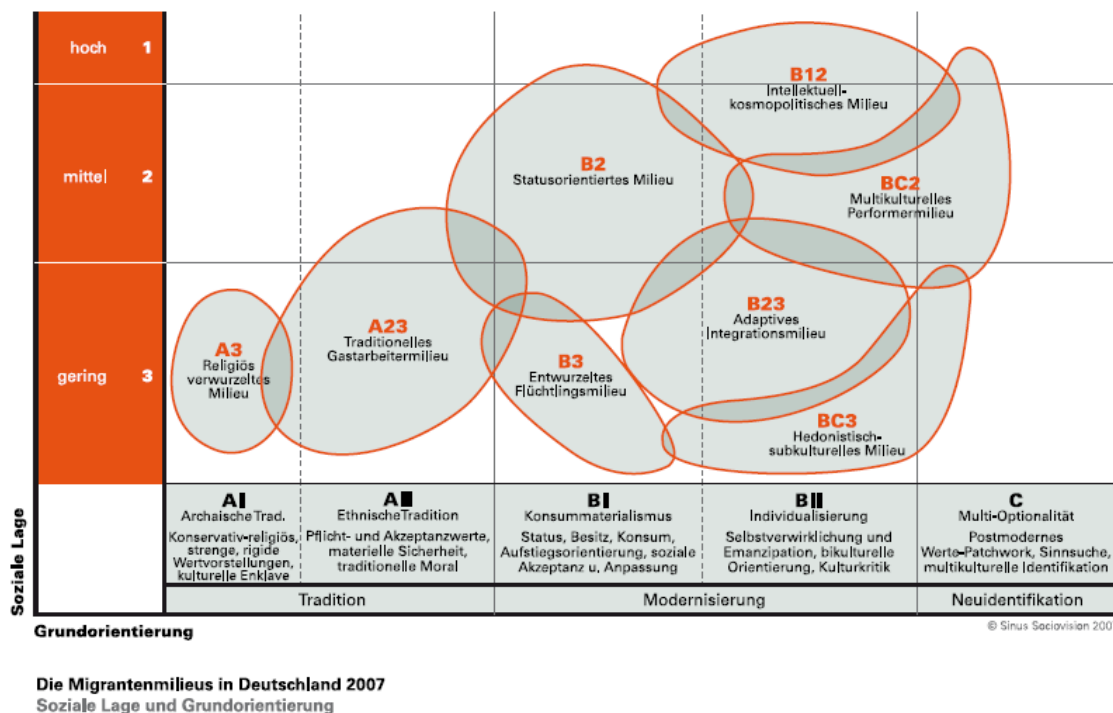 hoch 1
B12
Intellektuell-
kosmopolitisches Milieu
mittel 2
B2
Statusorientiertes Milieu
BC2
Multikulturelles
Performermilieu
gering 3
A3
Religiös
verwurzeltes
Milieu
A23
Traditionelles
Gastarbeitermilieu
B3
Entwurzeltes
Flüchtlingsmilieu
B23
Adaptives
Integrationsmilieu
BC3
Hedonistisch-
subkulturelles Milieu
Soziale Lage
AI
Archaische Trad.
Konservativ-religiös,
strenge, rigide
Wertvorstellungen,
kulturelle Enklave
AII
Ethnische Tradition
Pflicht- und Akzeptanzwerte,
materielle Sicherheit,
traditionelle Moral
BI
Konsummaterialismus
Status, Besitz, Konsum,
Aufstiegsorientierung, soziale
Akzeptanz u. Anpassung
BII
Individualisierung
Selbstverwirklichung und
Emanzipation, bikulturelle
Orientierung, Kulturkritik
C
Multi-Optionalität
Postmodernes
Werte-Patchwork, Sinnsuche,
multikulturelle Identifikation
Tradition
Modernisierung
Neuidentifikation
Grundorientierung
© Sinus Sociovision
Die Migrantenmilieus in Deutschland 2007
Soziale Lage und Grundorientierung